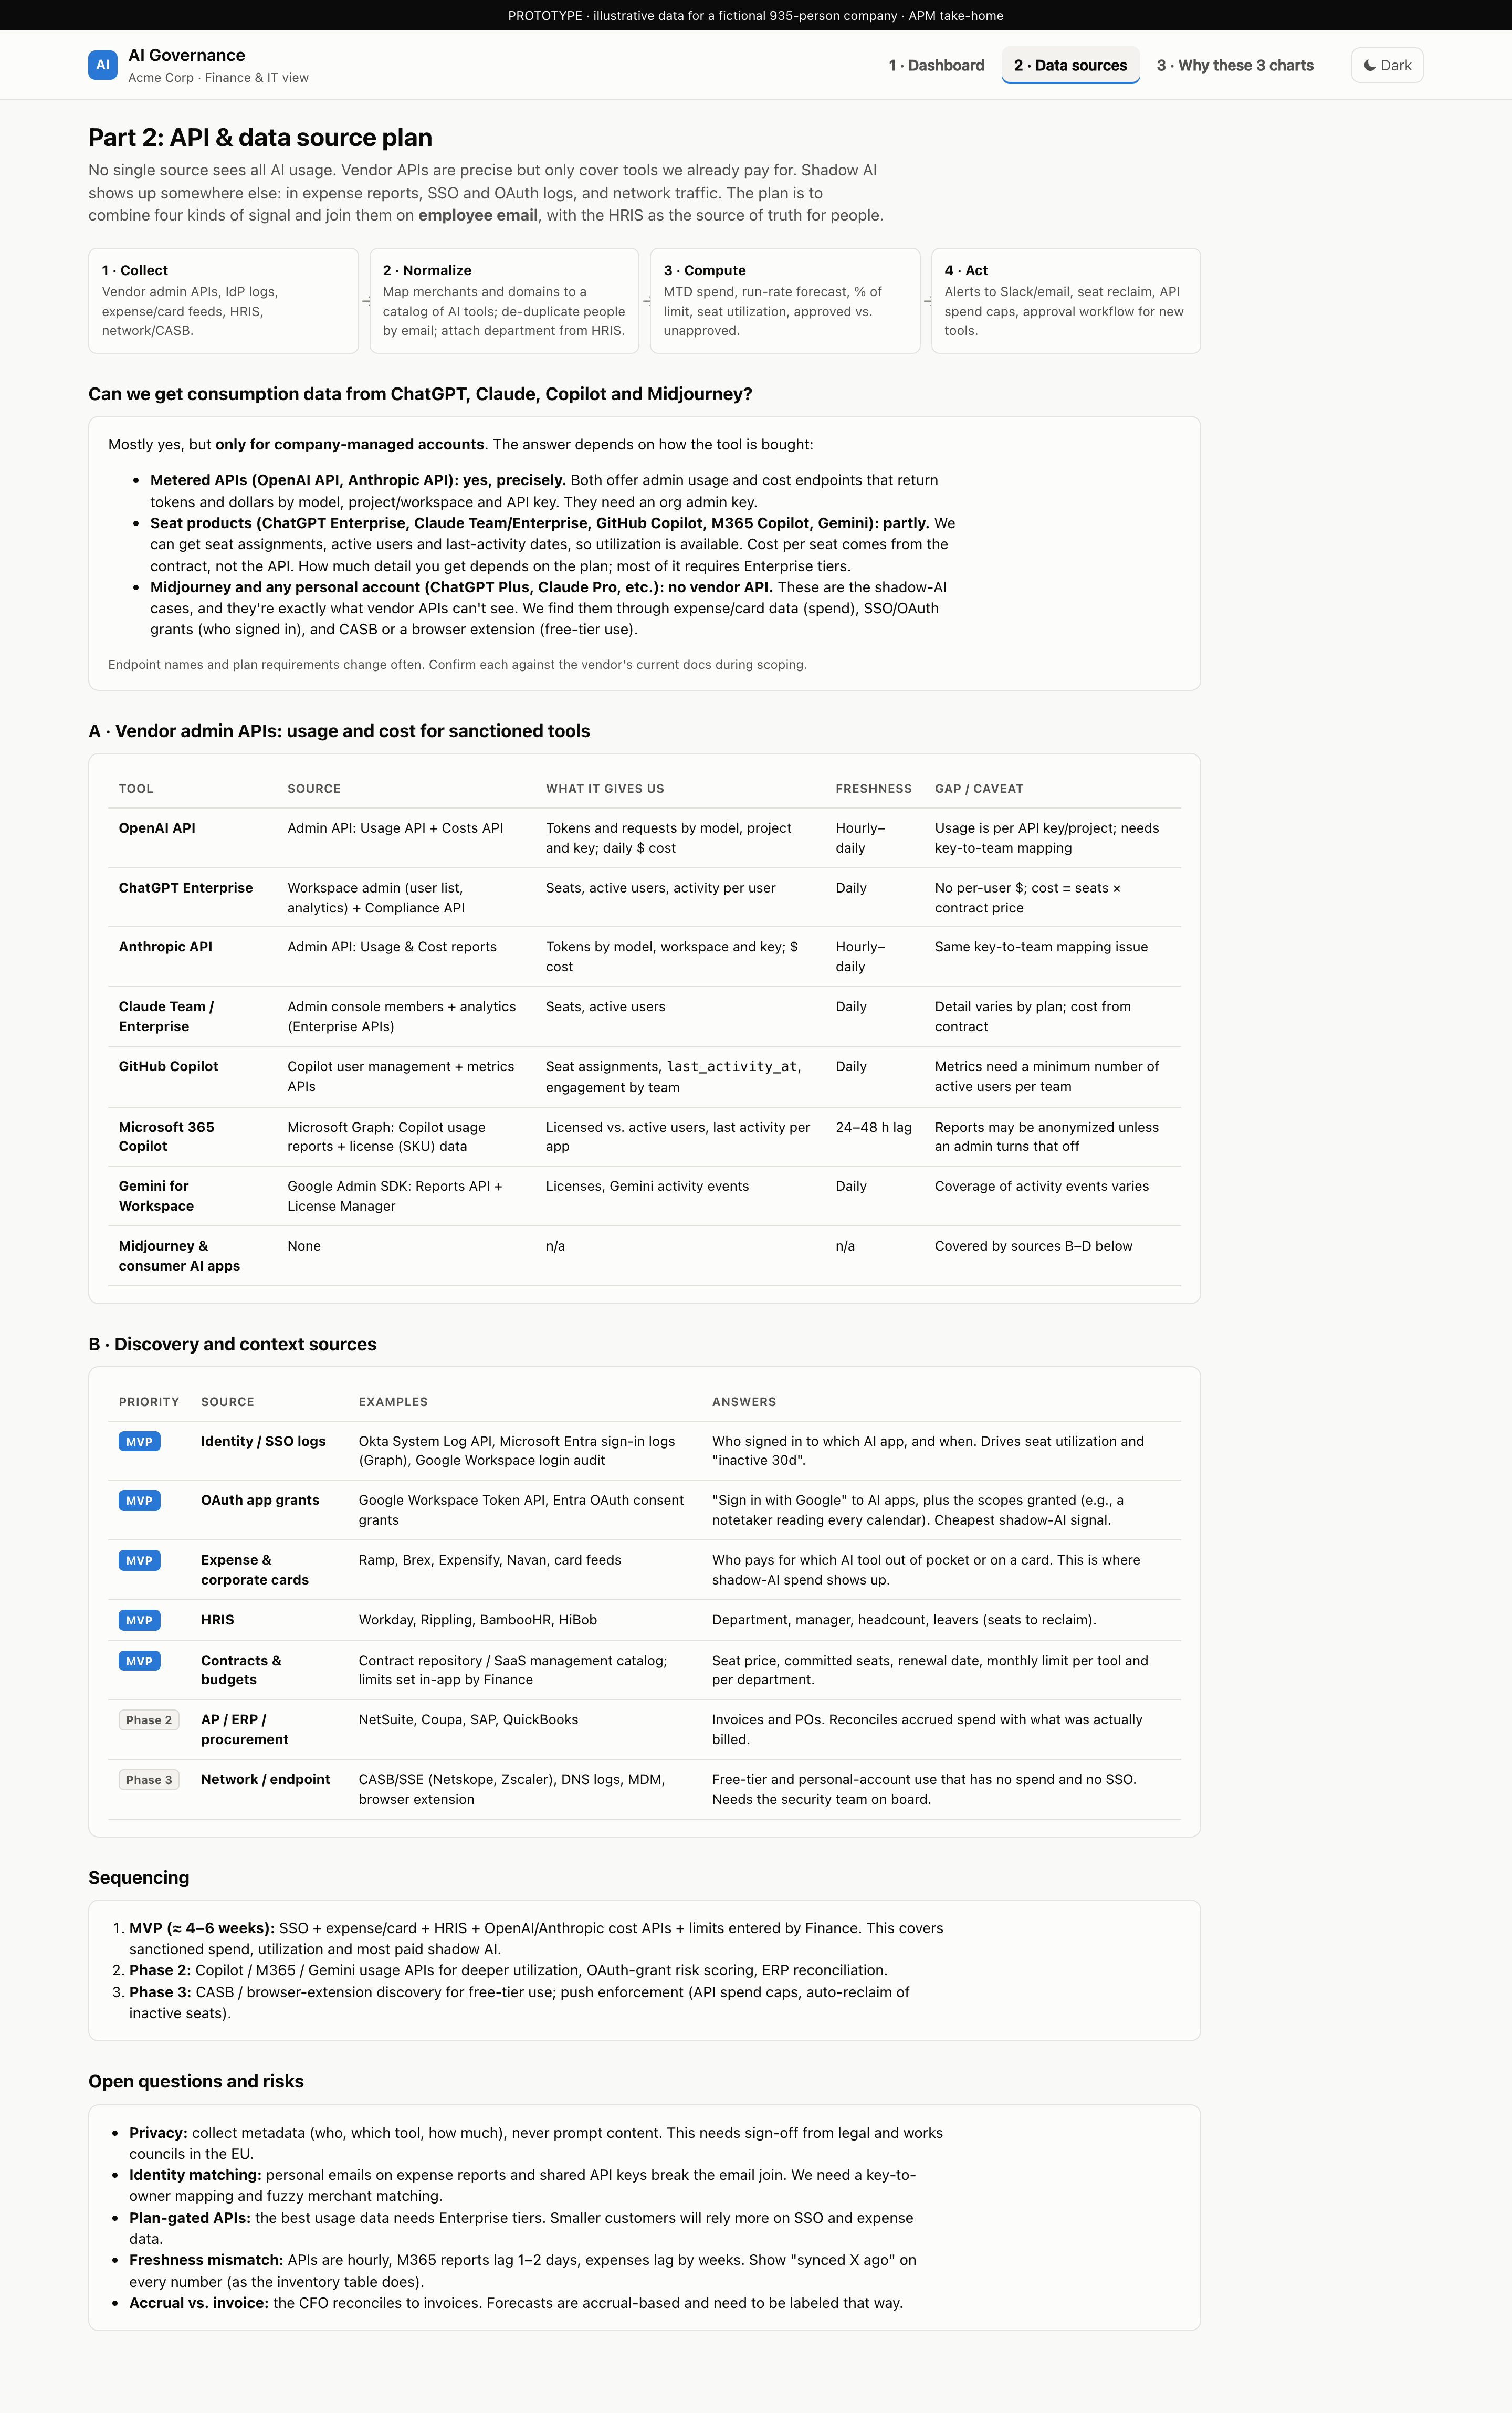 PROTOTYPE · illustrative data for a fictional 935-person company · APM take-home
AI
AI Governance
Acme Corp · Finance & IT view
1 · Dashboard
2 · Data sources
3 · Why these 3 charts
Dark
Part 2: API & data source plan
No single source sees all AI usage. Vendor APIs are precise but only cover tools we already pay for. Shadow AI
shows up somewhere else: in expense reports, SSO and OAuth logs, and network traffic. The plan is to
combine four kinds of signal and join them on employee email, with the HRIS as the source of truth for people.
1 · Collect
Vendor admin APIs, IdP logs,
expense/card feeds, HRIS,
network/CASB.
2 · Normalize
Map merchants and domains to a
catalog of AI tools; de-duplicate people
by email; attach department from HRIS.
3 · Compute
MTD spend, run-rate forecast, % of
limit, seat utilization, approved vs.
unapproved.
4 · Act
Alerts to Slack/email, seat reclaim, API
spend caps, approval workflow for new
tools.
Can we get consumption data from ChatGPT, Claude, Copilot and Midjourney?
Mostly yes, but only for company-managed accounts. The answer depends on how the tool is bought:
• Metered APIs (OpenAI API, Anthropic API): yes, precisely. Both offer admin usage and cost endpoints that return
tokens and dollars by model, project/workspace and API key. They need an org admin key.
• Seat products (ChatGPT Enterprise, Claude Team/Enterprise, GitHub Copilot, M365 Copilot, Gemini): partly. We
can get seat assignments, active users and last-activity dates, so utilization is available. Cost per seat comes from the
contract, not the API. How much detail you get depends on the plan; most of it requires Enterprise tiers.
• Midjourney and any personal account (ChatGPT Plus, Claude Pro, etc.): no vendor API. These are the shadow-AI
cases, and they're exactly what vendor APIs can't see. We find them through expense/card data (spend), SSO/OAuth
grants (who signed in), and CASB or a browser extension (free-tier use).
Endpoint names and plan requirements change often. Confirm each against the vendor's current docs during scoping.
A · Vendor admin APIs: usage and cost for sanctioned tools
TOOL SOURCE WHAT IT GIVES US FRESHNESS GAP / CAVEAT
OpenAI API
Admin API: Usage API + Costs API
Tokens and requests by model, project
and key; daily $ cost
Hourly–
daily
Usage is per API key/project; needs
key-to-team mapping
ChatGPT Enterprise
Workspace admin (user list,
analytics) + Compliance API
Seats, active users, activity per user
Daily
No per-user $; cost = seats ×
contract price
Anthropic API
Admin API: Usage & Cost reports
Tokens by model, workspace and key; $
cost
Hourly–
daily
Same key-to-team mapping issue
Claude Team /
Enterprise
Admin console members + analytics
(Enterprise APIs)
Seats, active users
Daily
Detail varies by plan; cost from
contract
GitHub Copilot
Copilot user management + metrics
APIs
Seat assignments, last_activity_at,
engagement by team
Daily
Metrics need a minimum number of
active users per team
Microsoft 365
Copilot
Microsoft Graph: Copilot usage
reports + license (SKU) data
Licensed vs. active users, last activity per
app
24–48 h lag
Reports may be anonymized unless
an admin turns that off
Gemini for
Workspace
Google Admin SDK: Reports API +
License Manager
Licenses, Gemini activity events
Daily
Coverage of activity events varies
Midjourney &
consumer AI apps
None
n/a
n/a
Covered by sources B–D below
B · Discovery and context sources
PRIORITY SOURCE EXAMPLES ANSWERS
MVP
Identity / SSO logs
Okta System Log API, Microsoft Entra sign-in logs
(Graph), Google Workspace login audit
Who signed in to which AI app, and when. Drives seat utilization and
"inactive 30d".
MVP
OAuth app grants
Google Workspace Token API, Entra OAuth consent
grants
"Sign in with Google" to AI apps, plus the scopes granted (e.g., a
notetaker reading every calendar). Cheapest shadow-AI signal.
MVP
Expense &
corporate cards
Ramp, Brex, Expensify, Navan, card feeds
Who pays for which AI tool out of pocket or on a card. This is where
shadow-AI spend shows up.
MVP
HRIS
Workday, Rippling, BambooHR, HiBob
Department, manager, headcount, leavers (seats to reclaim).
MVP
Contracts &
budgets
Contract repository / SaaS management catalog;
limits set in-app by Finance
Seat price, committed seats, renewal date, monthly limit per tool and
per department.
Phase 2
AP / ERP /
procurement
NetSuite, Coupa, SAP, QuickBooks
Invoices and POs. Reconciles accrued spend with what was actually
billed.
Phase 3
Network / endpoint
CASB/SSE (Netskope, Zscaler), DNS logs, MDM,
browser extension
Free-tier and personal-account use that has no spend and no SSO.
Needs the security team on board.
Sequencing
1. MVP (≈ 4–6 weeks): SSO + expense/card + HRIS + OpenAI/Anthropic cost APIs + limits entered by Finance. This covers
sanctioned spend, utilization and most paid shadow AI.
2. Phase 2: Copilot / M365 / Gemini usage APIs for deeper utilization, OAuth-grant risk scoring, ERP reconciliation.
3. Phase 3: CASB / browser-extension discovery for free-tier use; push enforcement (API spend caps, auto-reclaim of
inactive seats).
Open questions and risks
• Privacy: collect metadata (who, which tool, how much), never prompt content. This needs sign-off from legal and works
councils in the EU.
• Identity matching: personal emails on expense reports and shared API keys break the email join. We need a key-to-
owner mapping and fuzzy merchant matching.
• Plan-gated APIs: the best usage data needs Enterprise tiers. Smaller customers will rely more on SSO and expense
data.
• Freshness mismatch: APIs are hourly, M365 reports lag 1–2 days, expenses lag by weeks. Show "synced X ago" on
every number (as the inventory table does).
• Accrual vs. invoice: the CFO reconciles to invoices. Forecasts are accrual-based and need to be labeled that way.